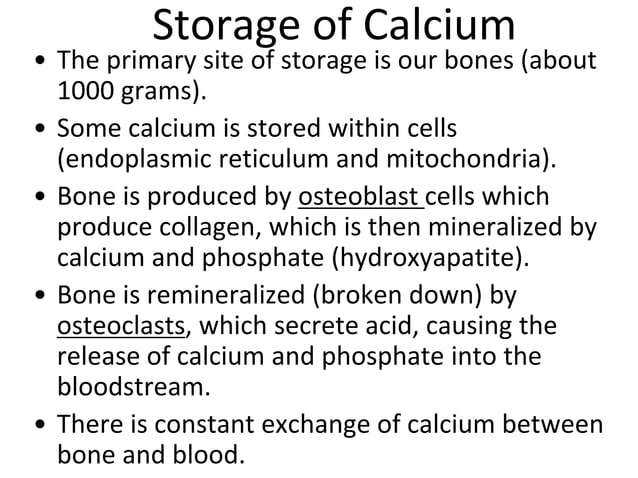 Storage of Calcium
• The primary site of storage is our bones (about
1000 grams).
• Some calcium is stored within cells
(endoplasmic reticulum and mitochondria).
• Bone is produced by osteoblast cells which
produce collagen, which is then mineralized by
calcium and phosphate (hydroxyapatite).
• Bone is remineralized (broken down) by
osteoclasts, which secrete acid, causing the
release of calcium and phosphate into the
bloodstream.
• There is constant exchange of calcium between
bone and blood.